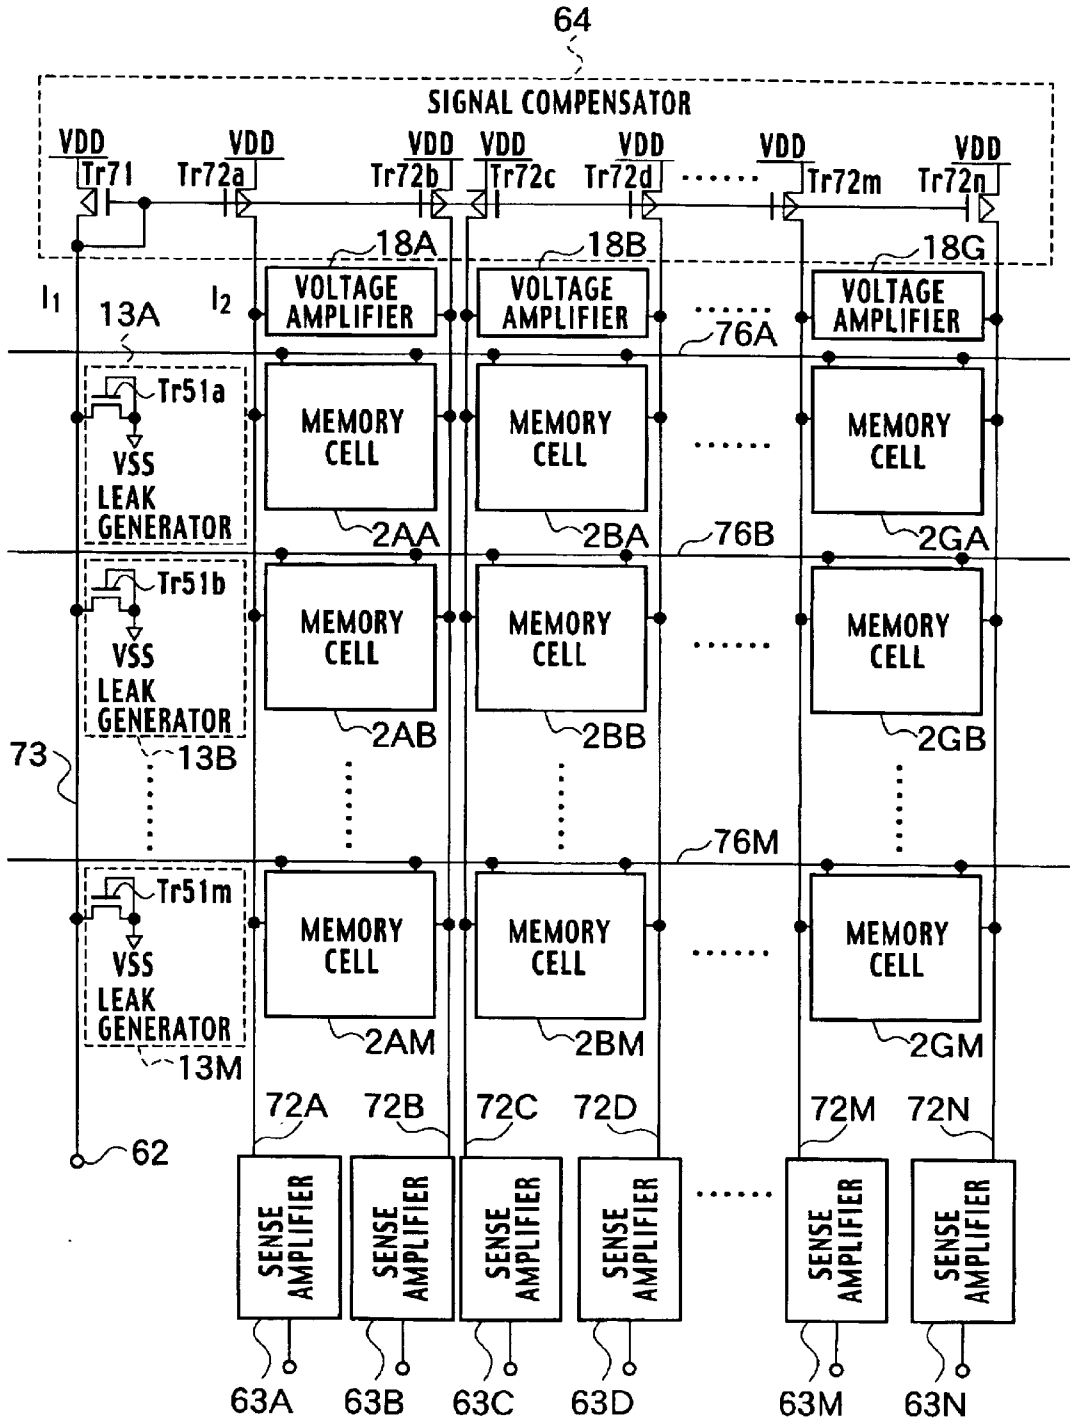 64
SIGNAL COMPENSATOR
VDD VDD VDD VDD VDD VDD VDD
Tr71 Tr72a Tr72b Tr72c Tr72d ...... Tr72m Tr72n
18A 18B 18G
I1 I2 VOLTAGE AMPLIFIER VOLTAGE AMPLIFIER ...... VOLTAGE AMPLIFIER
13A 76A
Tr51a
VSS
LEAK
GENERATOR
MEMORY CELL MEMORY CELL ...... MEMORY CELL
2AA 2BA 2GA
76B
Tr51b
VSS
LEAK
GENERATOR
MEMORY CELL MEMORY CELL ...... MEMORY CELL
73 13B 2AB 2BB 2GB
76M
Tr51m
VSS
LEAK
GENERATOR
MEMORY CELL MEMORY CELL ...... MEMORY CELL
13M 2AM 2BM 2GM
72A 72B 72C 72D 72M 72N
62
SENSE AMPLIFIER SENSE AMPLIFIER SENSE AMPLIFIER SENSE AMPLIFIER ...... SENSE AMPLIFIER SENSE AMPLIFIER
63A 63B 63C 63D 63M 63N